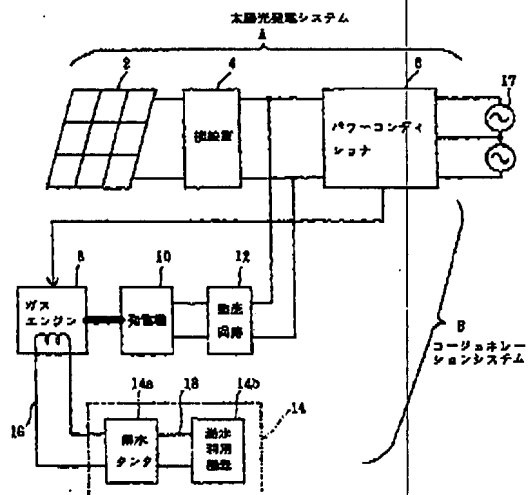 太陽光発電システム
A
2
4
6
17
接続箱
パワーコンディ
ショナ
8
10
12
ガス
エンジン
発電機
回路
B
コージェネレー
ションシステム
14a
18
14b
14
16
タンク